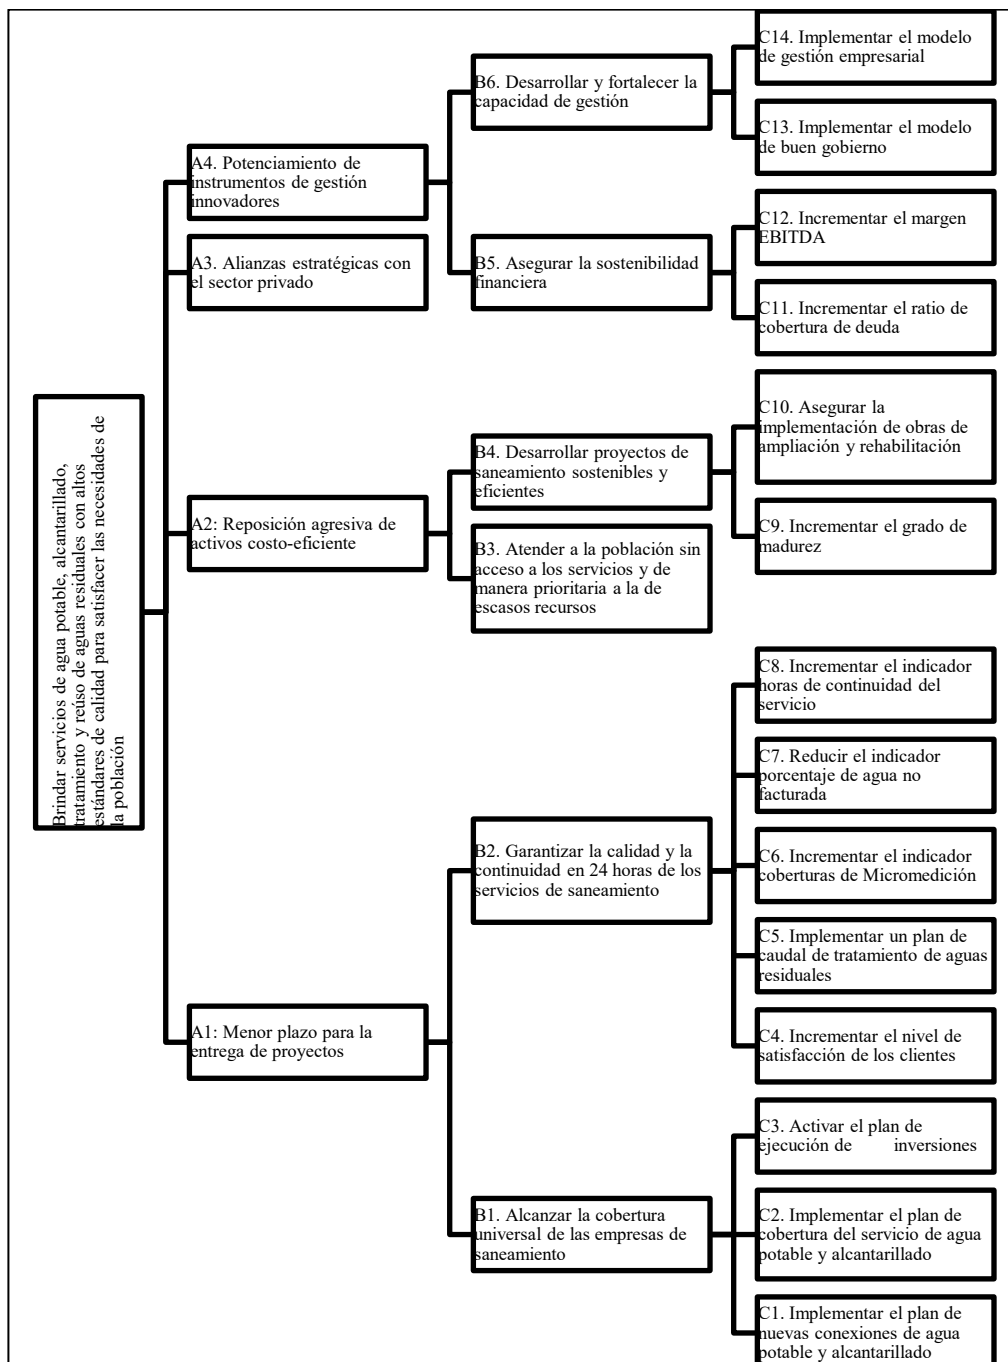 Brindar servicios de agua potable, alcantarillado,
tratamiento y reúso de aguas residuales con altos
estándares de calidad para satisfacer las necesidades de
la población
A4. Potenciamiento de
instrumentos de gestión
innovadores
A3. Alianzas estratégicas con
el sector privado
A2: Reposición agresiva de
activos costo-eficiente
A1: Menor plazo para la
entrega de proyectos
B6. Desarrollar y fortalecer la
capacidad de gestión
B5. Asegurar la sostenibilidad
financiera
B4. Desarrollar proyectos de
saneamiento sostenibles y
eficientes
B3. Atender a la población sin
acceso a los servicios y de
manera prioritaria a la de
escasos recursos
B2. Garantizar la calidad y la
continuidad en 24 horas de los
servicios de saneamiento
B1. Alcanzar la cobertura
universal de las empresas de
saneamiento
C14. Implementar el modelo
de gestión empresarial
C13. Implementar el modelo
de buen gobierno
C12. Incrementar el margen
EBITDA
C11. Incrementar el ratio de
cobertura de deuda
C10. Asegurar la
implementación de obras de
ampliación y rehabilitación
C9. Incrementar el grado de
madurez
C8. Incrementar el indicador
horas de continuidad del
servicio
C7. Reducir el indicador
porcentaje de agua no
facturada
C6. Incrementar el indicador
coberturas de Micromedición
C5. Implementar un plan de
caudal de tratamiento de aguas
residuales
C4. Incrementar el nivel de
satisfacción de los clientes
C3. Activar el plan de
ejecución de inversiones
C2. Implementar el plan de
cobertura del servicio de agua
potable y alcantarillado
C1. Implementar el plan de
nuevas conexiones de agua
potable y alcantarillado